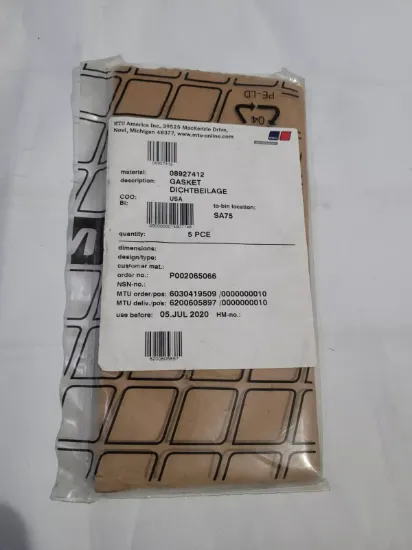 PE-LD
04
MTU America Inc., 39525 MacKenzie Drive,
Novi, Michigan 48377, www.mtu-online.com
08927412
material: 08927412
description: GASKET
DICHTBEILAGE
COO: USA
BI: to-bin location:
SA75
quantity: 5 PCE
dimensions:
design/type:
customer mat.:
order no.: P002065066
NSN-no.:
MTU order/pos: 6030419509 /0000000010
MTU deliv./pos: 6200605897 /0000000010
use before: 05.JUL 2020 HM-no.:
6200605897